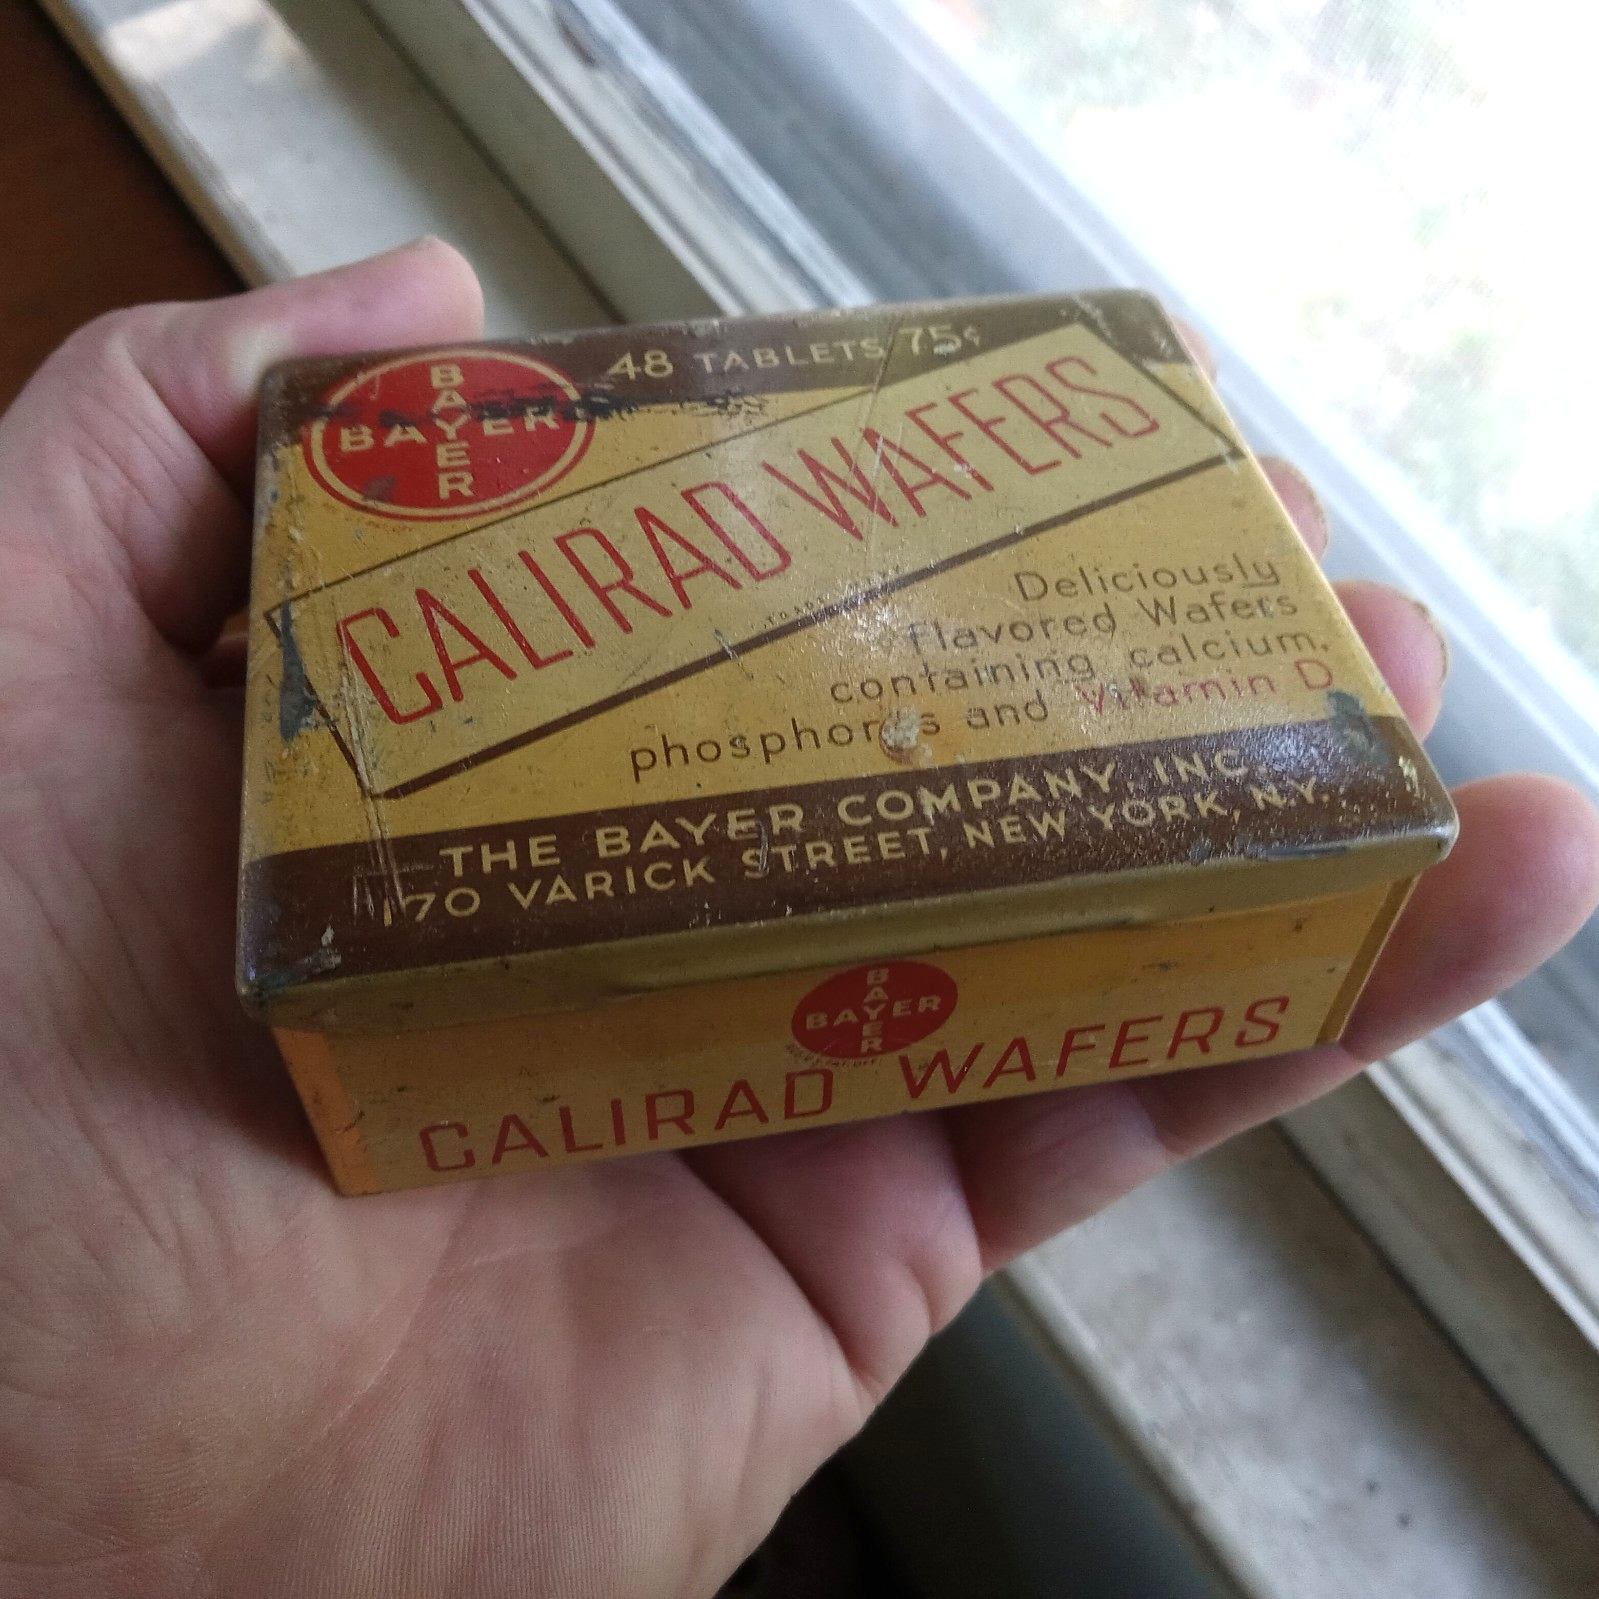 BAYER
BAYER
48 TABLETS 75¢
CALIRAD WAFERS
Deliciously
flavored Wafers
containing calcium,
phosphorus and Vitamin D
THE BAYER COMPANY, INC.
170 VARICK STREET, NEW YORK, N.Y.
BAYER
BAYER
CALIRAD WAFERS